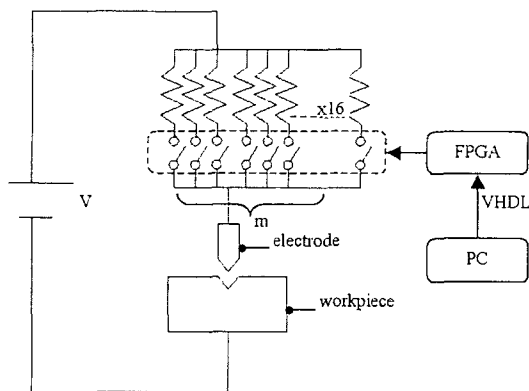 x16
FPGA
V
VHDL
m
electrode
PC
workpiece